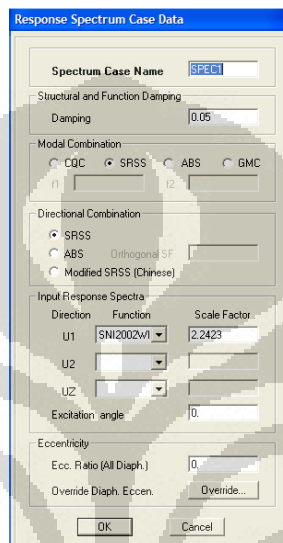 Response Spectrum Case Data
Spectrum Case Name SPEC1
Structural and Function Damping
Damping 0.05
Modal Combination
CQC SRSS ABS GMC
f1 f2
Directional Combination
SRSS
ABS Orthogonal SF
Modified SRSS (Chinese)
Input Response Spectra
Direction Function Scale Factor
U1 SNI2002WI 2.2423
U2
UZ
Excitation angle 0.
Eccentricity
Ecc. Ratio (All Diaph.) 0.
Override Diaph. Eccen. Override...
OK Cancel